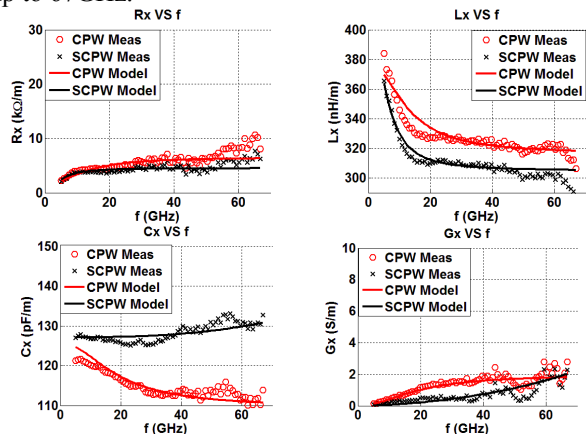 up to 67GHz.
Rx VS f
30
20
10
0
Rx (kΩ/m)
CPW Meas
SCPW Meas
CPW Model
SCPW Model
0 20 40 60 80
f (GHz)
Lx VS f
400
380
360
340
320
300
Lx (nH/m)
CPW Meas
SCPW Meas
CPW Model
SCPW Model
0 20 40 60
f (GHz)
Cx VS f
150
140
130
120
110
Cx (pF/m)
CPW Meas
SCPW Meas
CPW Model
SCPW Model
0 20 40 60 80
f (GHz)
Gx VS f
10
8
6
4
2
0
Gx (S/m)
CPW Meas
SCPW Meas
CPW Model
SCPW Model
0 20 40 60
f (GHz)